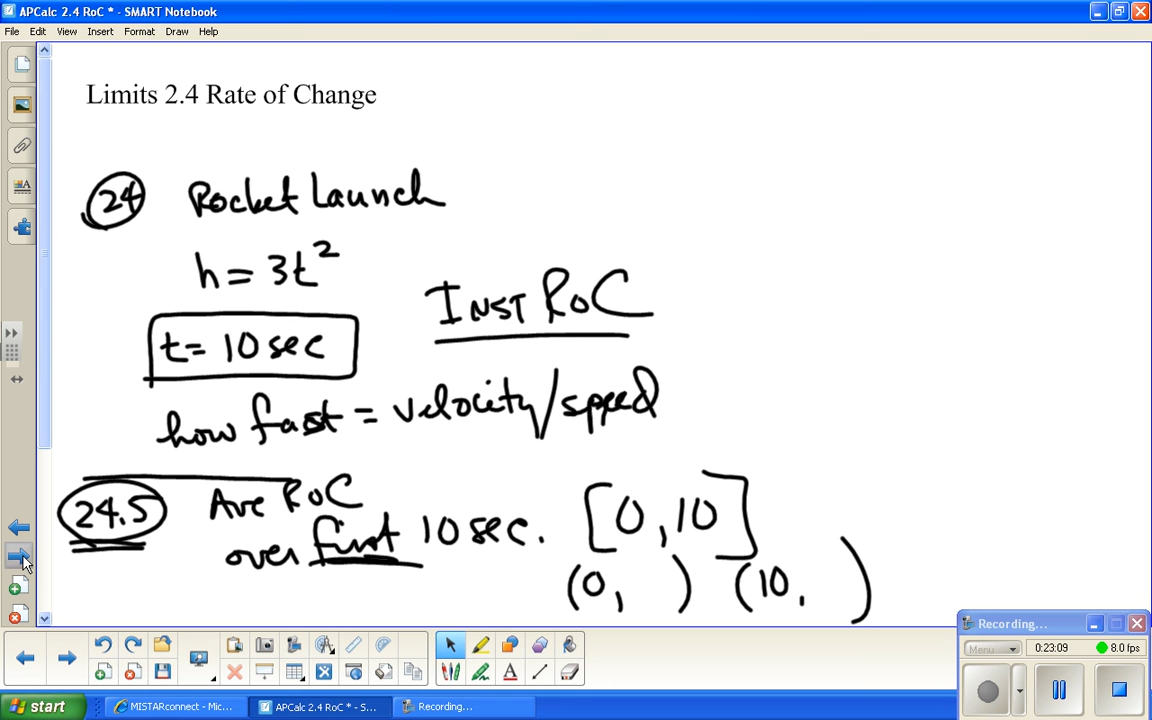 APCalc 2.4 RoC * - SMART Notebook
File Edit View Insert Format Draw Help
Limits 2.4 Rate of Change
24 Rocket Launch
h = 3t²
Inst RoC
t = 10 sec
how fast = velocity/speed
24.5 Ave RoC
over first 10 sec. [0, 10]
(0, ) (10, )
Recording...
Menu 0:23:09 8.0 fps
start MISTARconnect - Mic... APCalc 2.4 RoC * - S... Recording...